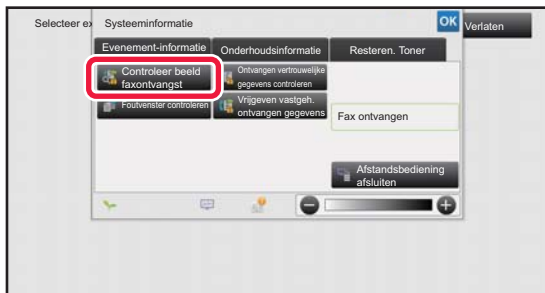 Selecteer ex
Systeeminformatie
OK
Verlaten
Evenement-informatie
Onderhoudsinformatie
Resteren. Toner
Controleer beeld
faxontvangst
Ontvangen vertrouwelijke
gegevens controleren
Foutvenster controleren
Vrijgeven vastgeh.
ontvangen gegevens
Fax ontvangen
Afstandsbediening
afsluiten